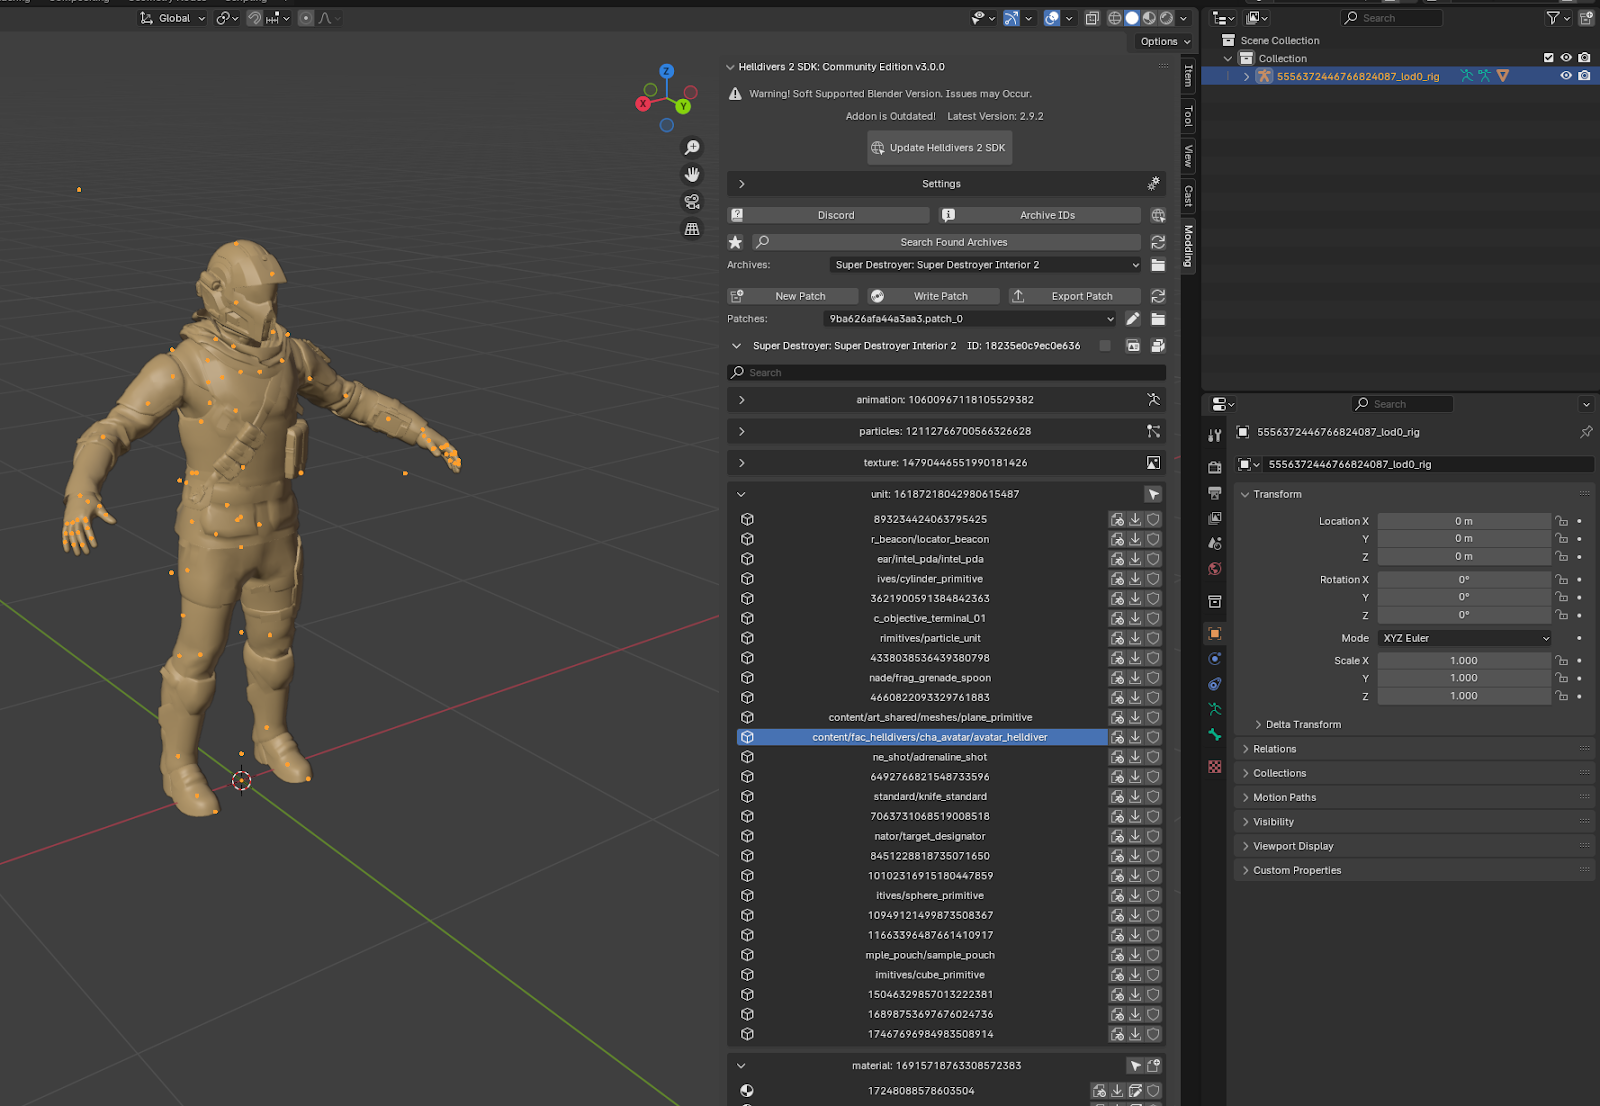 Global
Options
Search
Scene Collection
Collection
5556372446766824087_lod0_rig
Z
X
Y
Helldivers 2 SDK: Community Edition v3.0.0
Warning! Soft Supported Blender Version. Issues may Occur.
Addon is Outdated! Latest Version: 2.9.2
Update Helldivers 2 SDK
Settings
Discord
Archive IDs
Search Found Archives
Archives: Super Destroyer: Super Destroyer Interior 2
New Patch
Write Patch
Export Patch
Patches: 9ba626afa44a3aa3.patch_0
Super Destroyer: Super Destroyer Interior 2 ID: 18235e0c9ec0e636
Search
animation: 10600967118105529382
particles: 12112766700566326628
texture: 14790446551990181426
unit: 16187218042980615487
893234424063795425
r_beacon/locator_beacon
ear/intel_pda/intel_pda
ives/cylinder_primitive
3621900591384842363
c_objective_terminal_01
rimitives/particle_unit
4338038536439380798
nade/frag_grenade_spoon
4660822093329761883
content/art_shared/meshes/plane_primitive
content/fac_helldivers/cha_avatar/avatar_helldiver
ne_shot/adrenaline_shot
6492766821548733596
standard/knife_standard
7063731068519008518
nator/target_designator
8451228818735071650
10102316915180447859
itives/sphere_primitive
10949121499873508367
11663396487661410917
mple_pouch/sample_pouch
imitives/cube_primitive
15046329857013222381
16898753697676024736
17467696984983508914
material: 16915718763308572383
17248088578603504
Item
Tool
View
Cast
Modding
Search
5556372446766824087_lod0_rig
5556372446766824087_lod0_rig
Transform
Location X 0 m
Y 0 m
Z 0 m
Rotation X 0°
Y 0°
Z 0°
Mode XYZ Euler
Scale X 1.000
Y 1.000
Z 1.000
Delta Transform
Relations
Collections
Motion Paths
Visibility
Viewport Display
Custom Properties